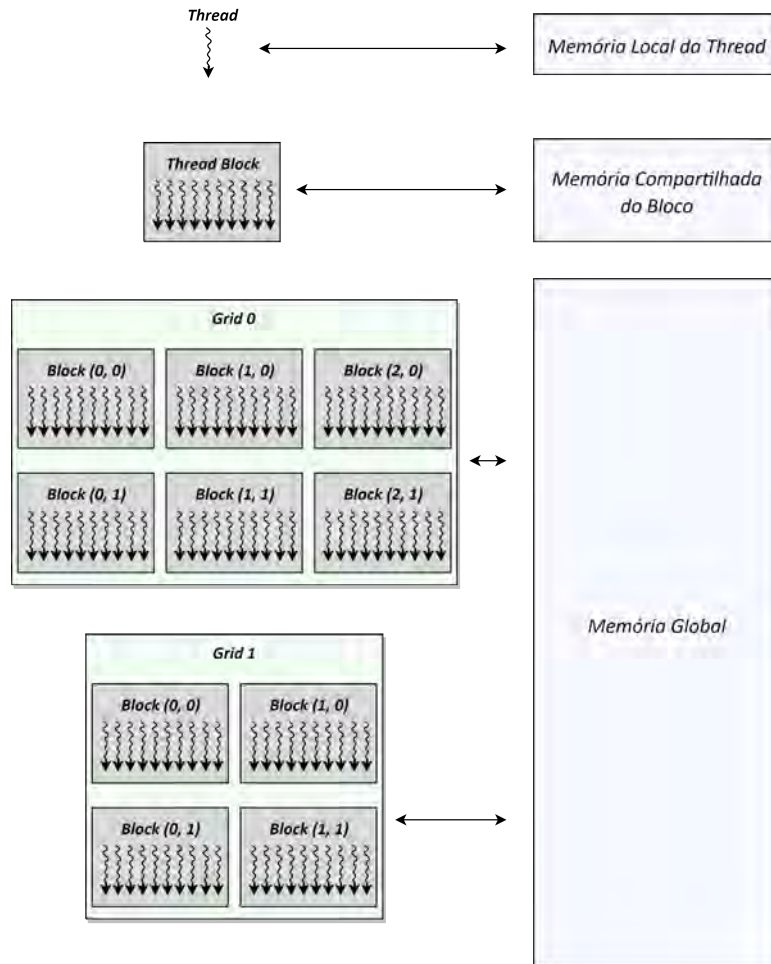 Thread
Memória Local da Thread
Thread Block
Memória Compartilhada
do Bloco
Grid 0
Block (0, 0)
Block (1, 0)
Block (2, 0)
Block (0, 1)
Block (1, 1)
Block (2, 1)
Memória Global
Grid 1
Block (0, 0)
Block (1, 0)
Block (0, 1)
Block (1, 1)